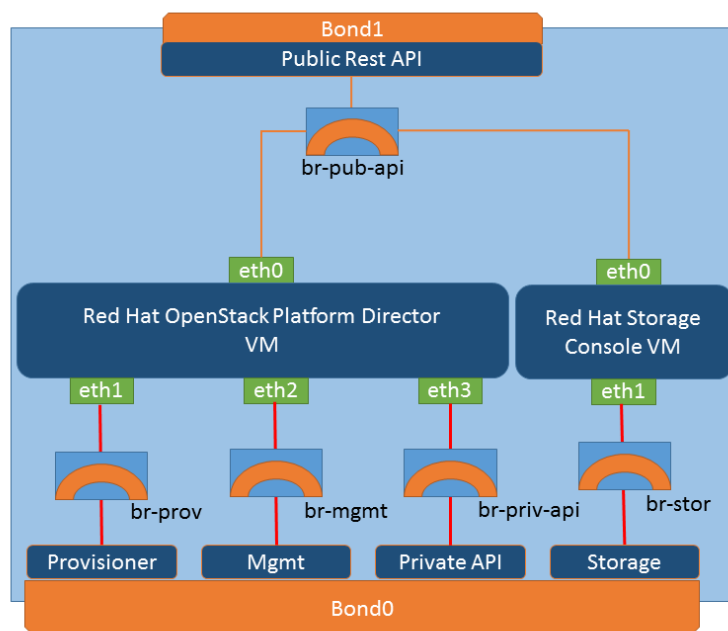 Bond1
Public Rest API
br-pub-api
eth0
eth0
Red Hat OpenStack Platform Director
VM
Red Hat Storage
Console VM
eth1
eth2
eth3
eth1
br-prov
br-mgmt
br-priv-api
br-stor
Provisioner
Mgmt
Private API
Storage
Bond0